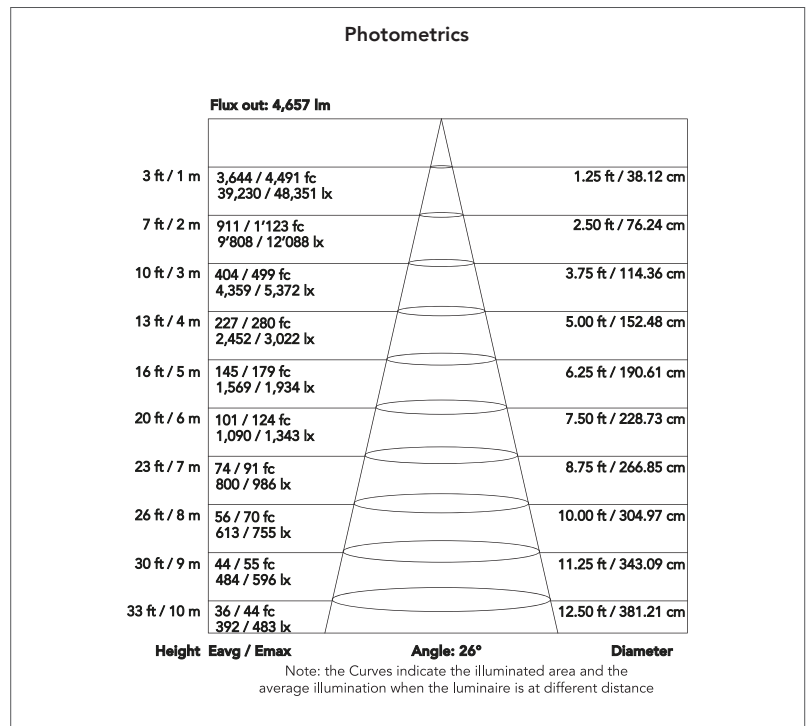 Photometrics
Flux out: 4,657 lm
3 ft / 1 m 3,644 / 4,491 fc 1.25 ft / 38.12 cm
39,230 / 48,351 lx
7 ft / 2 m 911 / 1'123 fc 2.50 ft / 76.24 cm
9'808 / 12'088 lx
10 ft / 3 m 404 / 499 fc 3.75 ft / 114.36 cm
4,359 / 5,372 lx
13 ft / 4 m 227 / 280 fc 5.00 ft / 152.48 cm
2,452 / 3,022 lx
16 ft / 5 m 145 / 179 fc 6.25 ft / 190.61 cm
1,569 / 1,934 lx
20 ft / 6 m 101 / 124 fc 7.50 ft / 228.73 cm
1,090 / 1,343 lx
23 ft / 7 m 74 / 91 fc 8.75 ft / 266.85 cm
800 / 986 lx
26 ft / 8 m 56 / 70 fc 10.00 ft / 304.97 cm
613 / 755 lx
30 ft / 9 m 44 / 55 fc 11.25 ft / 343.09 cm
484 / 596 lx
33 ft / 10 m 36 / 44 fc 12.50 ft / 381.21 cm
392 / 483 lx
Height Eavg / Emax Angle: 26° Diameter
Note: the Curves indicate the illuminated area and the
average illumination when the luminaire is at different distance